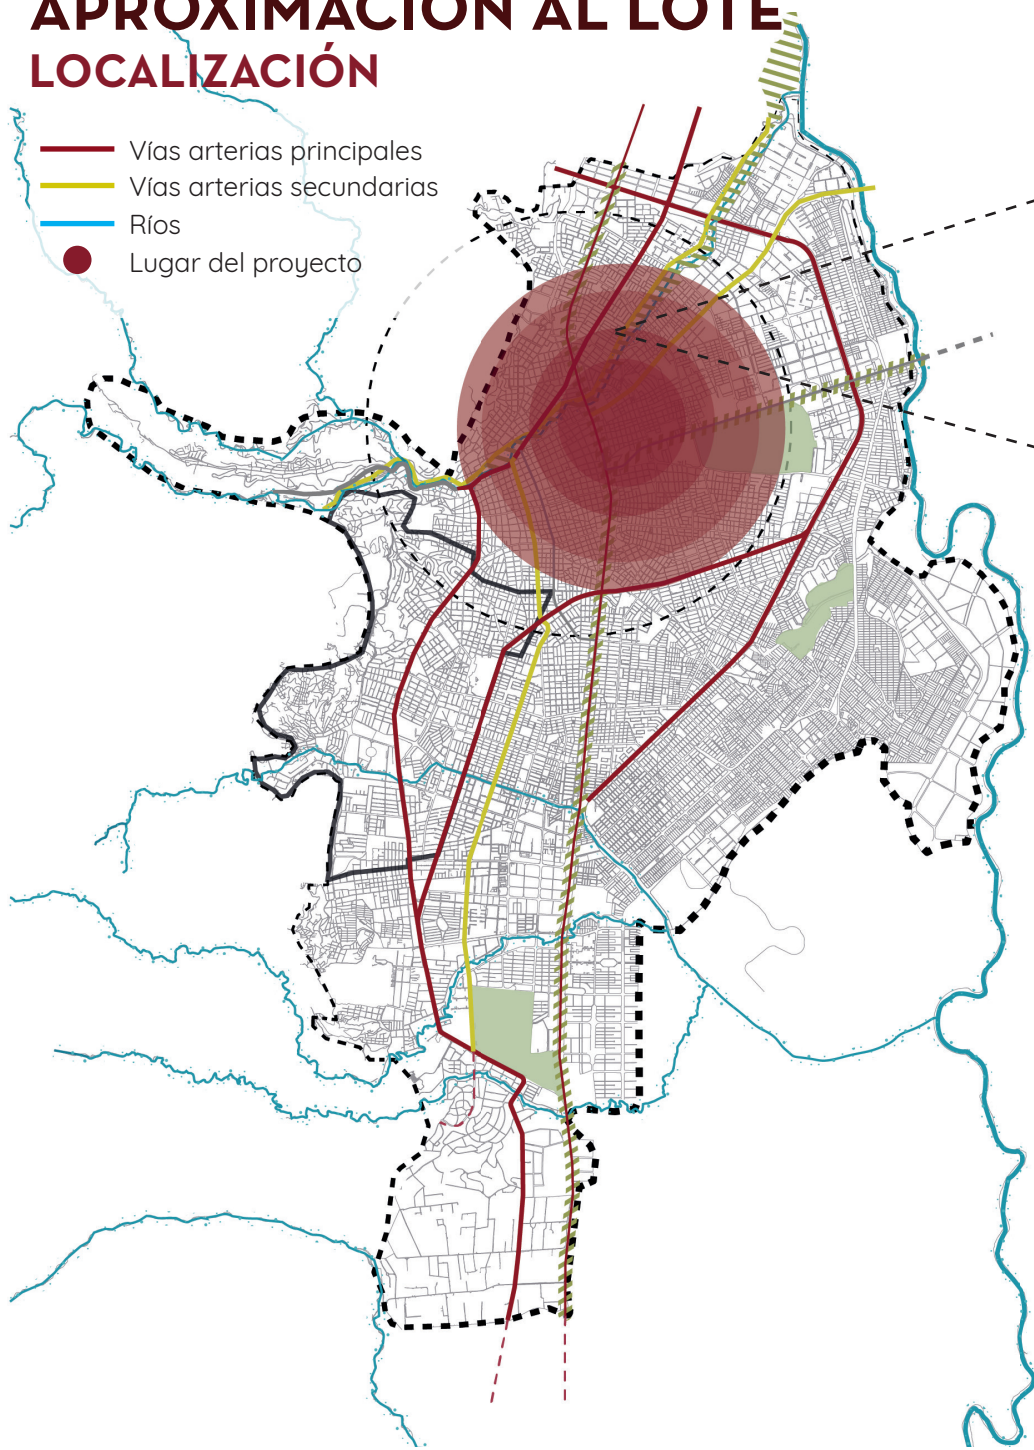 APROXIMACIÓN AL LOTE
LOCALIZACIÓN
Vías arterias principales
Vías arterias secundarias
Ríos
Lugar del proyecto